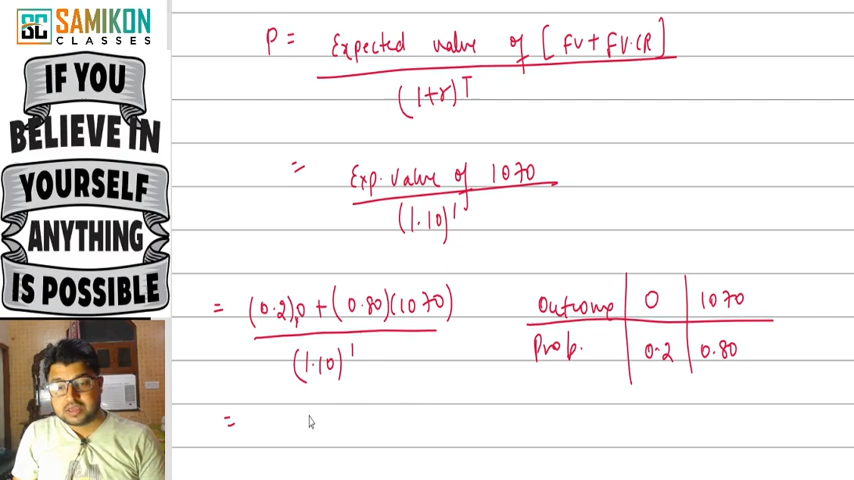 SC SAMIKON
CLASSES
IF YOU
BELIEVE IN
YOURSELF
ANYTHING
IS POSSIBLE
P = Expected value of [FV + FV.CR]
(1+r)^T
= Exp. value of 1070
(1.10)^1
= (0.2).0 + (0.80)(1070)
(1.10)^1
=
Outcome 0 1070
Prob. 0.2 0.80